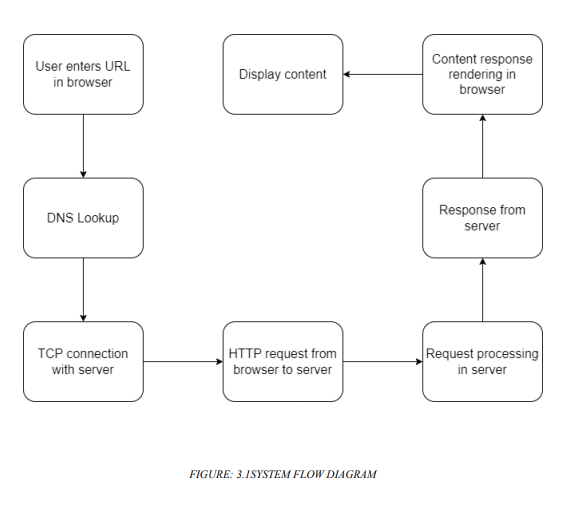 User enters URL
in browser
DNS Lookup
TCP connection
with server
HTTP request from
browser to server
Request processing
in server
Response from
server
Content response
rendering in
browser
Display content
FIGURE: 3.1SYSTEM FLOW DIAGRAM